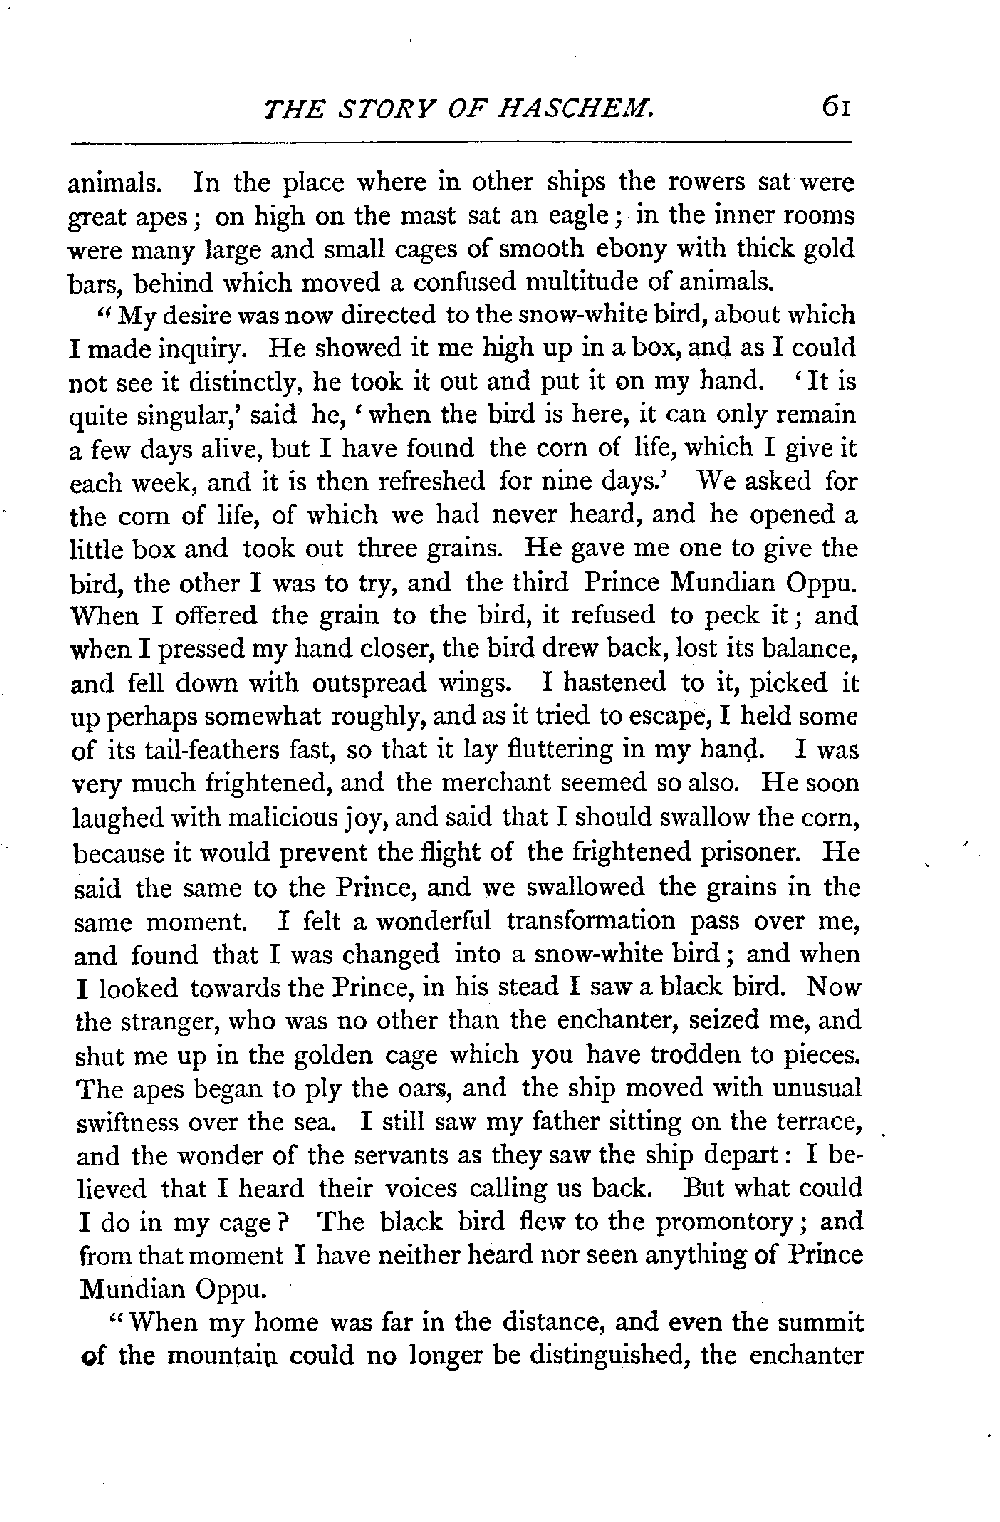 THE STORY OF HASCHEM. 61
animals. In the place where in other ships the rowers sat were
great apes; on high on the mast sat an eagle; in the inner rooms
were many large and small cages of smooth ebony with thick gold
bars, behind which moved a confused multitude of animals.
"My desire was now directed to the snow-white bird, about which
I made inquiry. He showed it me high up in a box, and as I could
not see it distinctly, he took it out and put it on my hand. 'It is
quite singular,' said he, 'when the bird is here, it can only remain
a few days alive, but I have found the corn of life, which I give it
each week, and it is then refreshed for nine days.' We asked for
the corn of life, of which we had never heard, and he opened a
little box and took out three grains. He gave me one to give the
bird, the other I was to try, and the third Prince Mundian Oppu.
When I offered the grain to the bird, it refused to peck it; and
when I pressed my hand closer, the bird drew back, lost its balance,
and fell down with outspread wings. I hastened to it, picked it
up perhaps somewhat roughly, and as it tried to escape, I held some
of its tail-feathers fast, so that it lay fluttering in my hand. I was
very much frightened, and the merchant seemed so also. He soon
laughed with malicious joy, and said that I should swallow the corn,
because it would prevent the flight of the frightened prisoner. He
said the same to the Prince, and we swallowed the grains in the
same moment. I felt a wonderful transformation pass over me,
and found that I was changed into a snow-white bird; and when
I looked towards the Prince, in his stead I saw a black bird. Now
the stranger, who was no other than the enchanter, seized me, and
shut me up in the golden cage which you have trodden to pieces.
The apes began to ply the oars, and the ship moved with unusual
swiftness over the sea. I still saw my father sitting on the terrace,
and the wonder of the servants as they saw the ship depart: I be-
lieved that I heard their voices calling us back. But what could
I do in my cage? The black bird flew to the promontory; and
from that moment I have neither heard nor seen anything of Prince
Mundian Oppu.
"When my home was far in the distance, and even the summit
of the mountain could no longer be distinguished, the enchanter